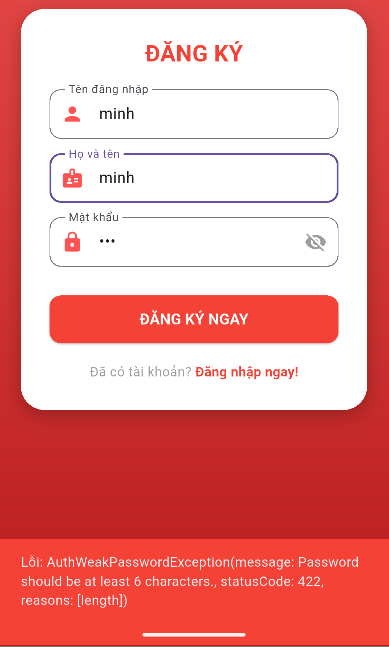 ĐĂNG KÝ
Tên đăng nhập
minh
Họ và tên
minh
Mật khẩu
•••
ĐĂNG KÝ NGAY
Đã có tài khoản? Đăng nhập ngay!
Lỗi: AuthWeakPasswordException(message: Password
should be at least 6 characters., statusCode: 422,
reasons: [length])